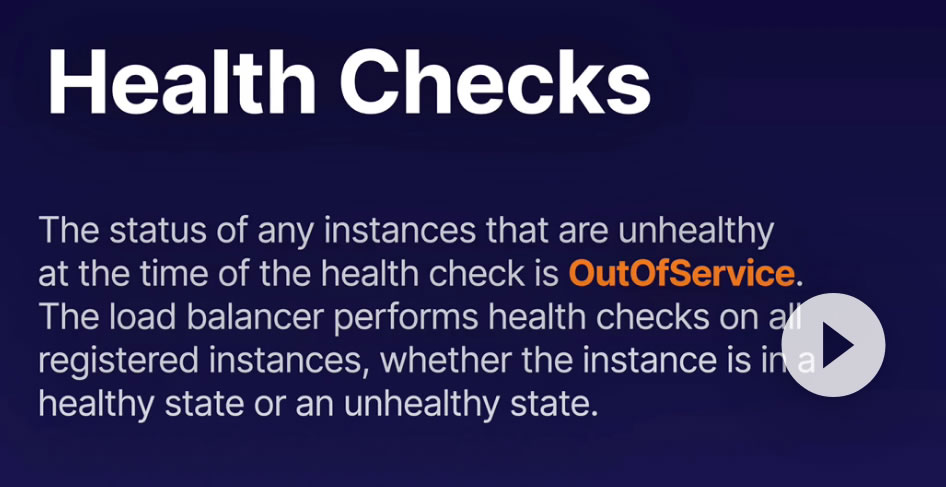 Health Checks
The status of any instances that are unhealthy
at the time of the health check is OutOfService.
The load balancer performs health checks on all
registered instances, whether the instance is in a
healthy state or an unhealthy state.